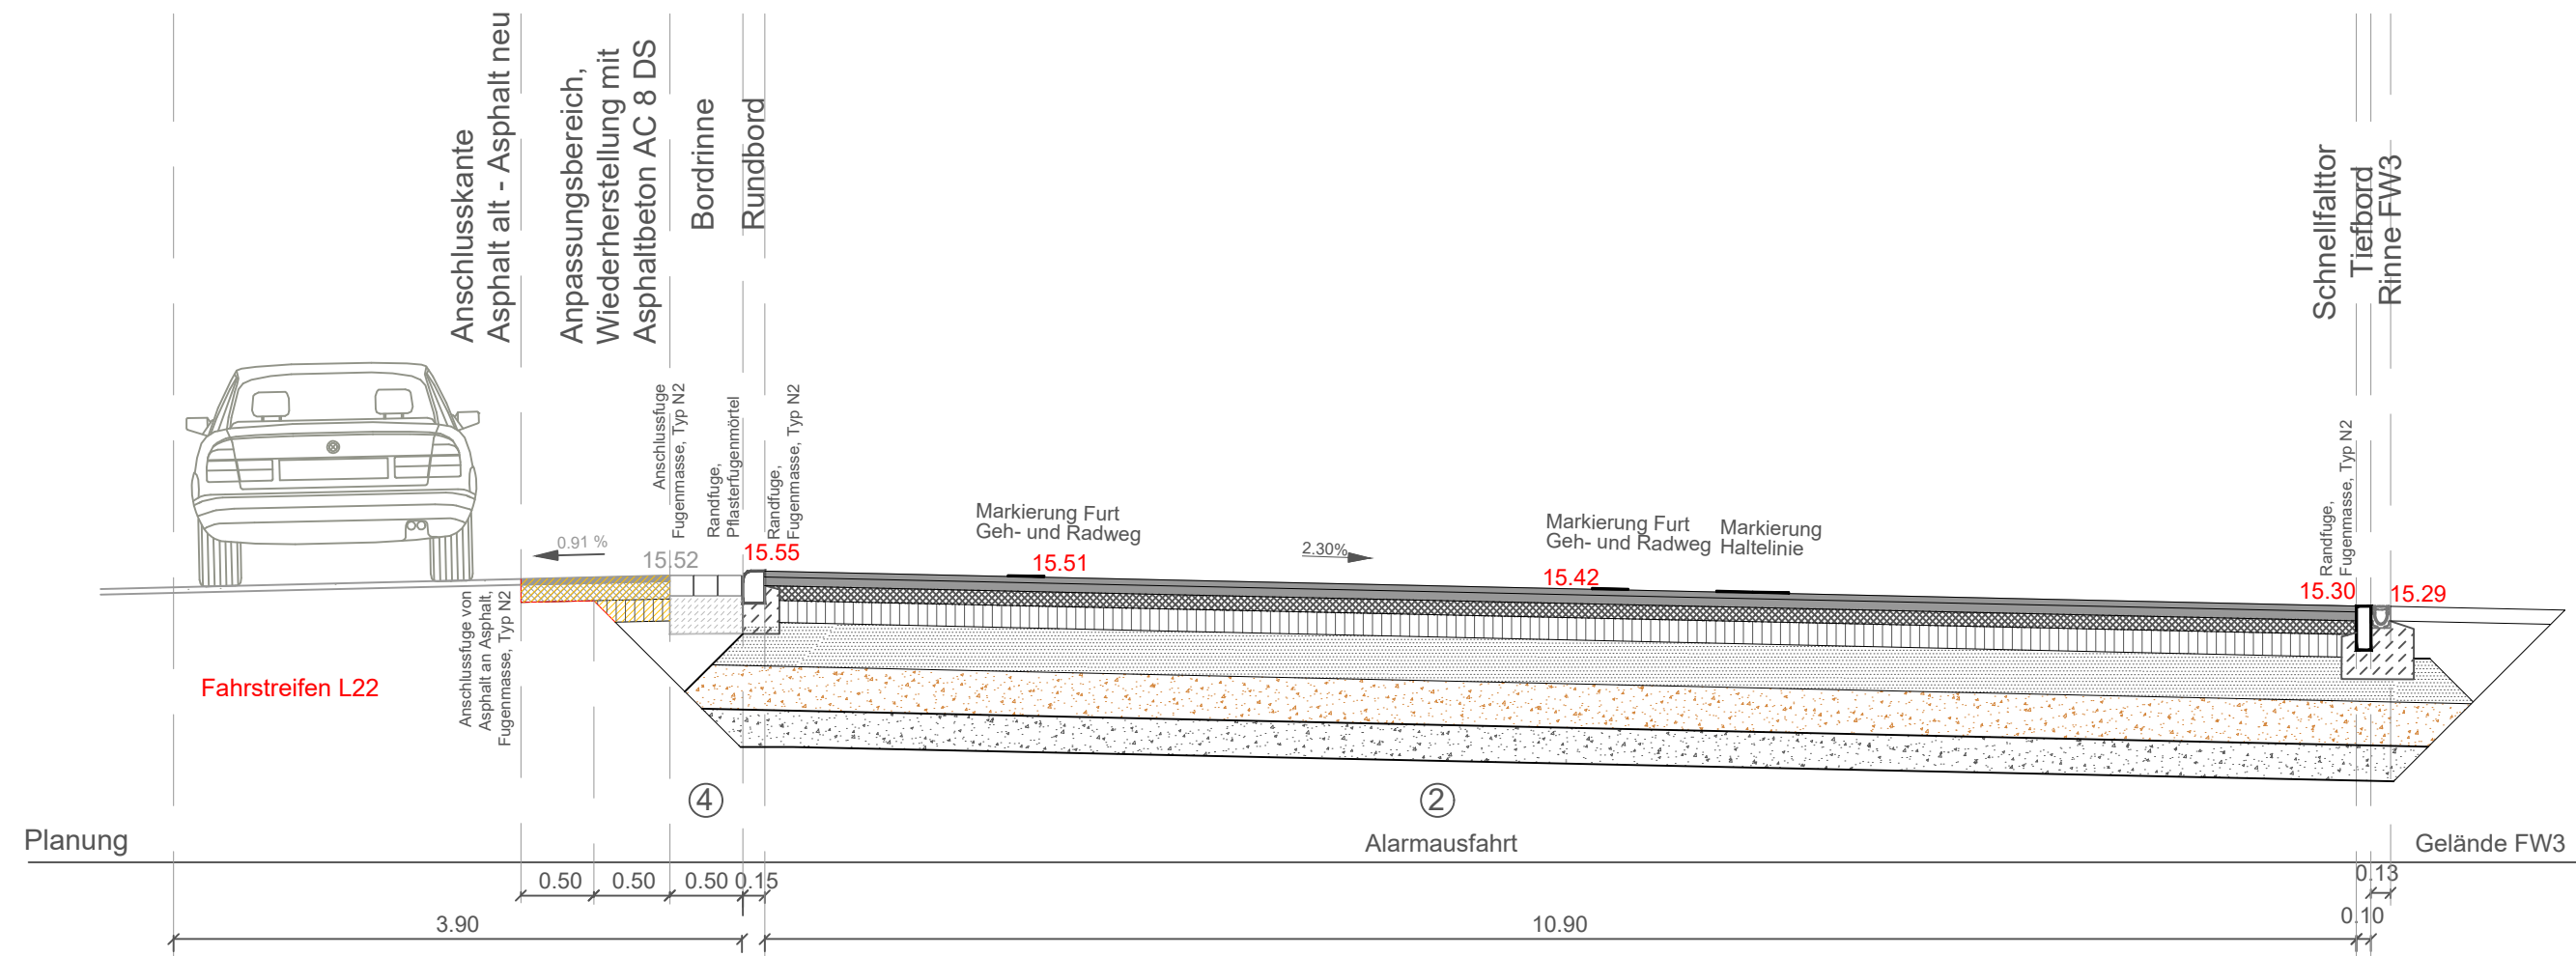 Anschlusskante
Asphalt alt - Asphalt neu
Anpassungsbereich,
Wiederherstellung mit
Asphaltbeton AC 8 DS
Bordrinne
Rundbord
Schnellfalttor
Tiefbord
Rinne FW3
Anschlussfuge
Fugenmasse, Typ N2
Randfuge,
Pflasterfugenmörtel
Randfuge,
Fugenmasse, Typ N2
Randfuge,
Fugenmasse, Typ N2
Markierung Furt
Geh- und Radweg
Markierung Furt
Geh- und Radweg
Markierung
Haltelinie
0.91 %
15.52
15.55
15.51
2.30%
15.42
15.30
15.29
Anschlussfuge von
Asphalt an Asphalt,
Fugenmasse, Typ N2
Fahrstreifen L22
4
2
Planung
Alarmausfahrt
Gelände FW3
0.50
0.50
0.50
0.15
0.13
3.90
10.90
0.10